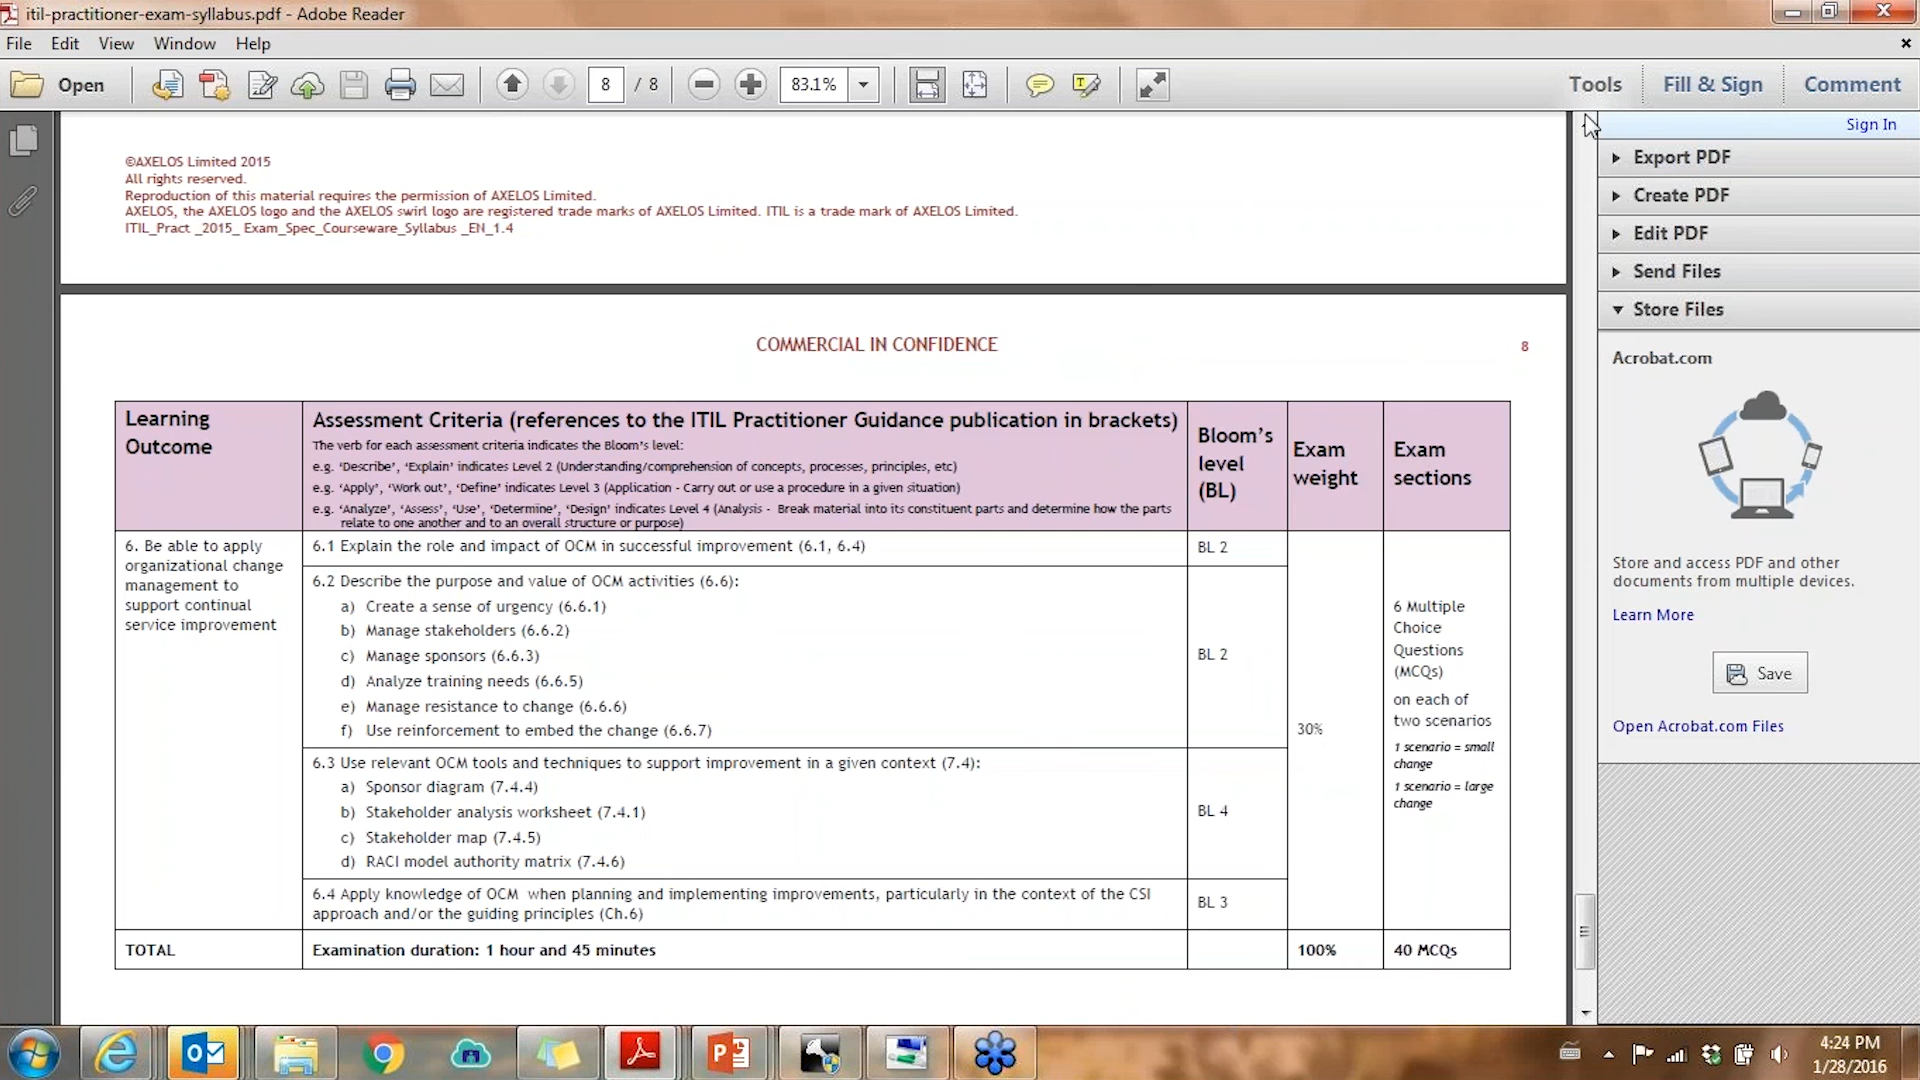 itil-practitioner-exam-syllabus.pdf - Adobe Reader
File Edit View Window Help
Open 8 / 8 83.1% Tools Fill & Sign Comment
Sign In
Export PDF
Create PDF
Edit PDF
Send Files
Store Files
Acrobat.com
Store and access PDF and other
documents from multiple devices.
Learn More
Save
Open Acrobat.com Files
©AXELOS Limited 2015
All rights reserved.
Reproduction of this material requires the permission of AXELOS Limited.
AXELOS, the AXELOS logo and the AXELOS swirl logo are registered trade marks of AXELOS Limited. ITIL is a trade mark of AXELOS Limited.
ITIL_Pract _2015_ Exam_Spec_Courseware_Syllabus _EN_1.4
COMMERCIAL IN CONFIDENCE
8
Learning
Outcome
Assessment Criteria (references to the ITIL Practitioner Guidance publication in brackets)
The verb for each assessment criteria indicates the Bloom's level:
e.g. 'Describe', 'Explain' indicates Level 2 (Understanding/comprehension of concepts, processes, principles, etc)
e.g. 'Apply', 'Work out', 'Define' indicates Level 3 (Application - Carry out or use a procedure in a given situation)
e.g. 'Analyze', 'Assess', 'Use', 'Determine', 'Design' indicates Level 4 (Analysis - Break material into its constituent parts and determine how the parts
relate to one another and to an overall structure or purpose)
Bloom's
level
(BL)
Exam
weight
Exam
sections
6. Be able to apply
organizational change
management to
support continual
service improvement
6.1 Explain the role and impact of OCM in successful improvement (6.1, 6.4)
BL 2
6.2 Describe the purpose and value of OCM activities (6.6):
a) Create a sense of urgency (6.6.1)
b) Manage stakeholders (6.6.2)
c) Manage sponsors (6.6.3)
d) Analyze training needs (6.6.5)
e) Manage resistance to change (6.6.6)
f) Use reinforcement to embed the change (6.6.7)
BL 2
6.3 Use relevant OCM tools and techniques to support improvement in a given context (7.4):
a) Sponsor diagram (7.4.4)
b) Stakeholder analysis worksheet (7.4.1)
c) Stakeholder map (7.4.5)
d) RACI model authority matrix (7.4.6)
BL 4
6.4 Apply knowledge of OCM when planning and implementing improvements, particularly in the context of the CSI
approach and/or the guiding principles (Ch.6)
BL 3
30%
6 Multiple
Choice
Questions
(MCQs)
on each of
two scenarios
1 scenario = small
change
1 scenario = large
change
TOTAL
Examination duration: 1 hour and 45 minutes
100%
40 MCQs
4:24 PM
1/28/2016